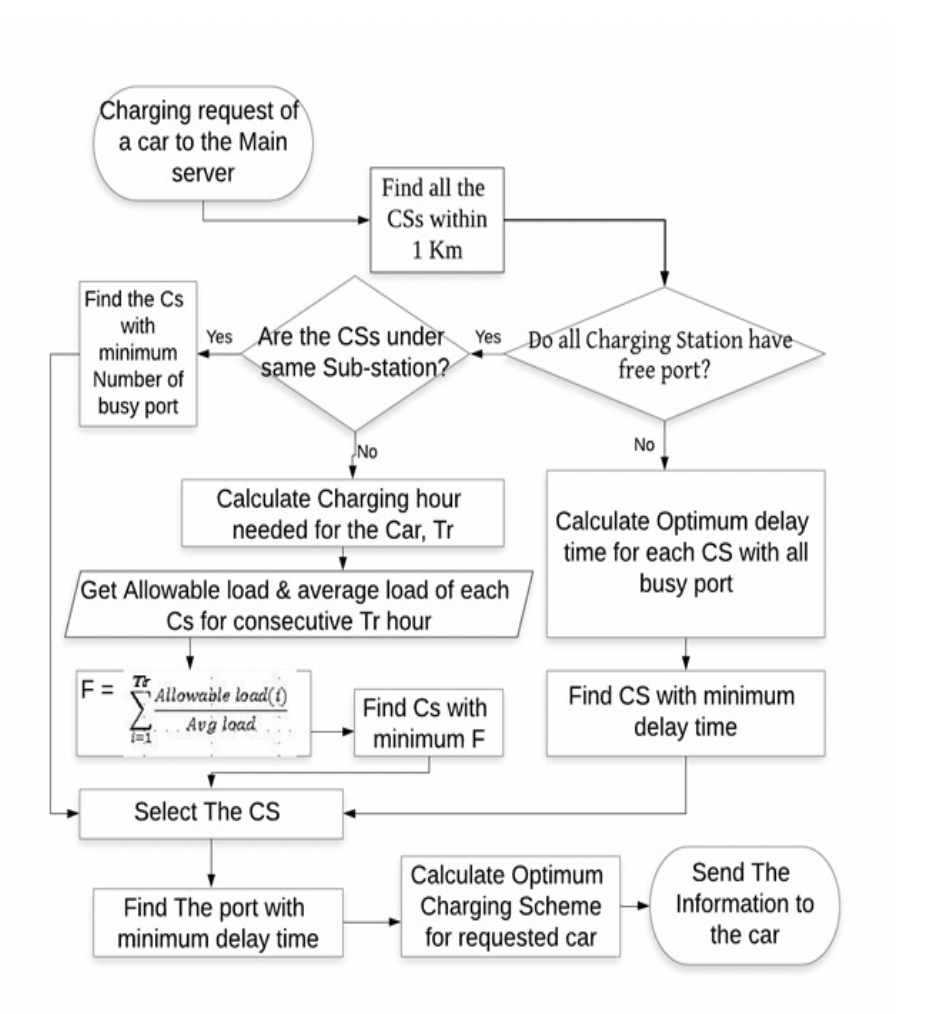 Charging request of
a car to the Main
server
Find all the
CSs within
1 Km
Do all Charging Station have
free port?
Yes
Are the CSs under
same Sub-station?
Yes
Find the Cs
with
minimum
Number of
busy port
No
Calculate Charging hour
needed for the Car, Tr
Get Allowable load & average load of each
Cs for consecutive Tr hour
F = Tr
∑ Allowable load(t)
i=1 Avg load
Find Cs with
minimum F
No
Calculate Optimum delay
time for each CS with all
busy port
Find CS with minimum
delay time
Select The CS
Find The port with
minimum delay time
Calculate Optimum
Charging Scheme
for requested car
Send The
Information to
the car